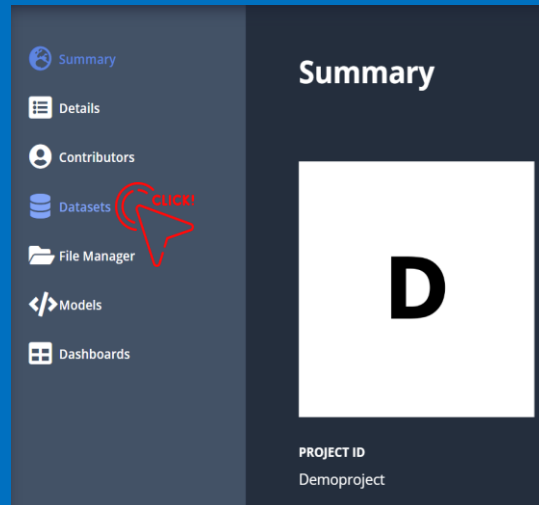 Summary
Details
Contributors
Datasets
CLICK!
File Manager
Models
Dashboards
Summary
D
PROJECT ID
Demoproject